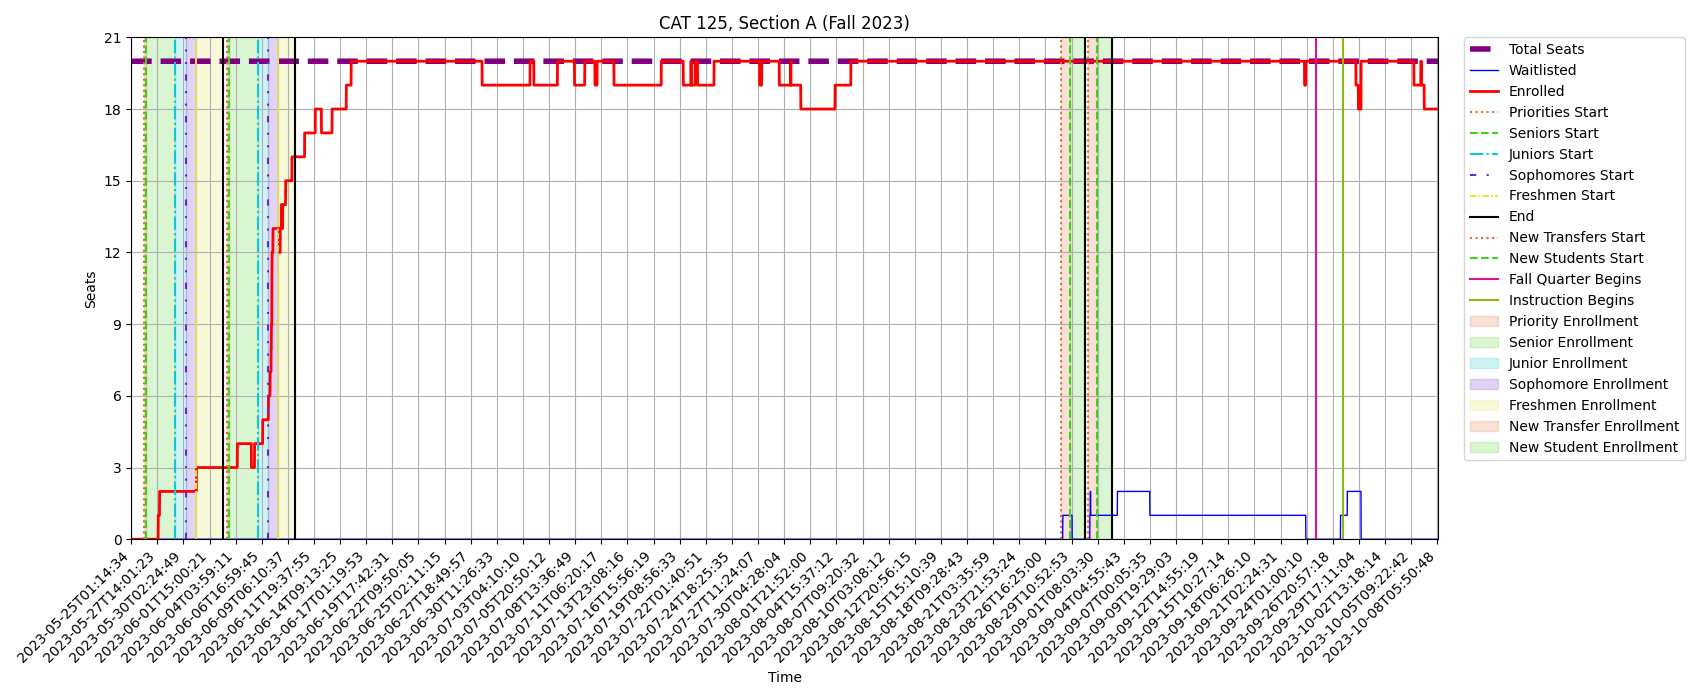 CAT 125, Section A (Fall 2023)
21
18
15
12
9
6
3
0
Seats
2023-05-25T01:14:34
2023-05-27T14:01:23
2023-05-30T02:24:49
2023-06-01T15:00:21
2023-06-04T03:59:11
2023-06-06T16:59:45
2023-06-09T06:10:37
2023-06-11T19:37:55
2023-06-14T09:13:25
2023-06-17T01:19:53
2023-06-19T17:42:31
2023-06-22T09:50:05
2023-06-25T02:11:15
2023-06-27T18:49:57
2023-06-30T11:26:33
2023-07-03T04:10:10
2023-07-05T20:50:12
2023-07-08T13:36:49
2023-07-11T06:20:17
2023-07-13T23:08:16
2023-07-16T15:56:19
2023-07-19T08:56:33
2023-07-22T01:40:51
2023-07-24T18:25:35
2023-07-27T11:24:07
2023-07-30T04:28:04
2023-08-01T21:52:00
2023-08-04T15:37:12
2023-08-07T09:20:32
2023-08-10T03:08:12
2023-08-12T20:56:15
2023-08-15T15:10:39
2023-08-18T09:28:43
2023-08-21T03:35:59
2023-08-23T21:53:24
2023-08-26T16:25:00
2023-08-29T10:52:53
2023-09-01T08:03:30
2023-09-04T04:55:43
2023-09-07T00:05:35
2023-09-09T19:29:03
2023-09-12T14:55:19
2023-09-15T10:27:14
2023-09-18T06:26:10
2023-09-21T02:24:31
2023-09-24T01:00:10
2023-09-26T20:57:18
2023-09-29T17:11:04
2023-10-02T13:18:14
2023-10-05T09:22:42
2023-10-08T05:50:48
Time
Total Seats
Waitlisted
Enrolled
Priorities Start
Seniors Start
Juniors Start
Sophomores Start
Freshmen Start
End
New Transfers Start
New Students Start
Fall Quarter Begins
Instruction Begins
Priority Enrollment
Senior Enrollment
Junior Enrollment
Sophomore Enrollment
Freshmen Enrollment
New Transfer Enrollment
New Student Enrollment